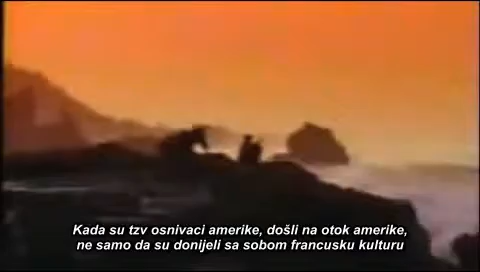 Kada su tzv osnivaci amerike, došli na otok amerike,
ne samo da su donijeli sa sobom francusku kulturu